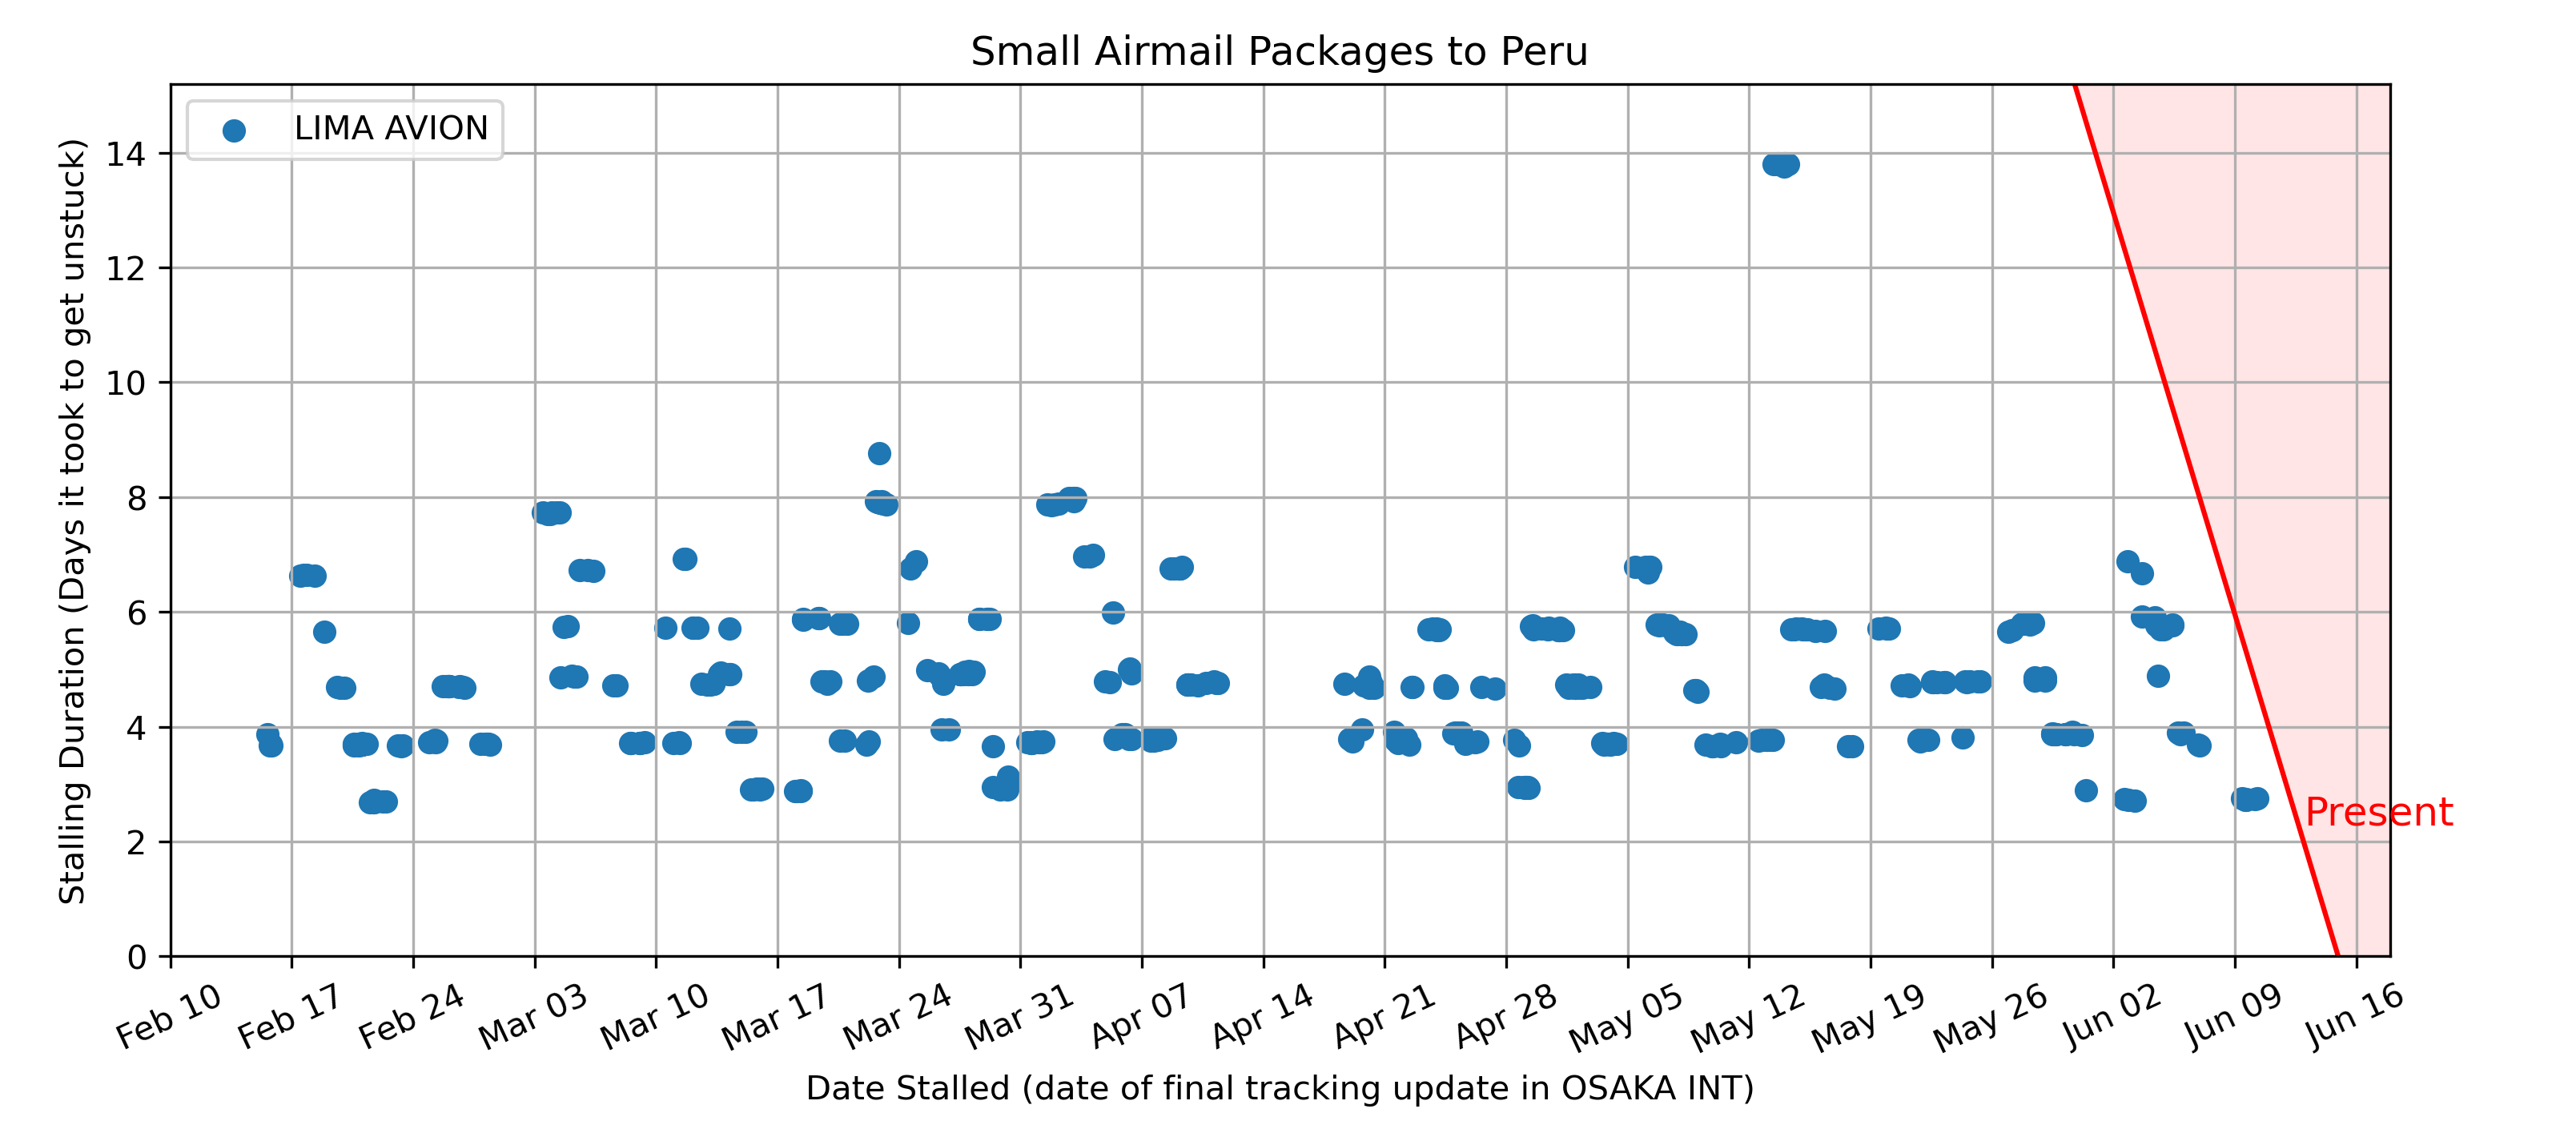 Small Airmail Packages to Peru
LIMA AVION
Stalling Duration (Days it took to get unstuck)
14
12
10
8
6
4
2
0
Present
Feb 10
Feb 17
Feb 24
Mar 03
Mar 10
Mar 17
Mar 24
Mar 31
Apr 07
Apr 14
Apr 21
Apr 28
May 05
May 12
May 19
May 26
Jun 02
Jun 09
Jun 16
Date Stalled (date of final tracking update in OSAKA INT)